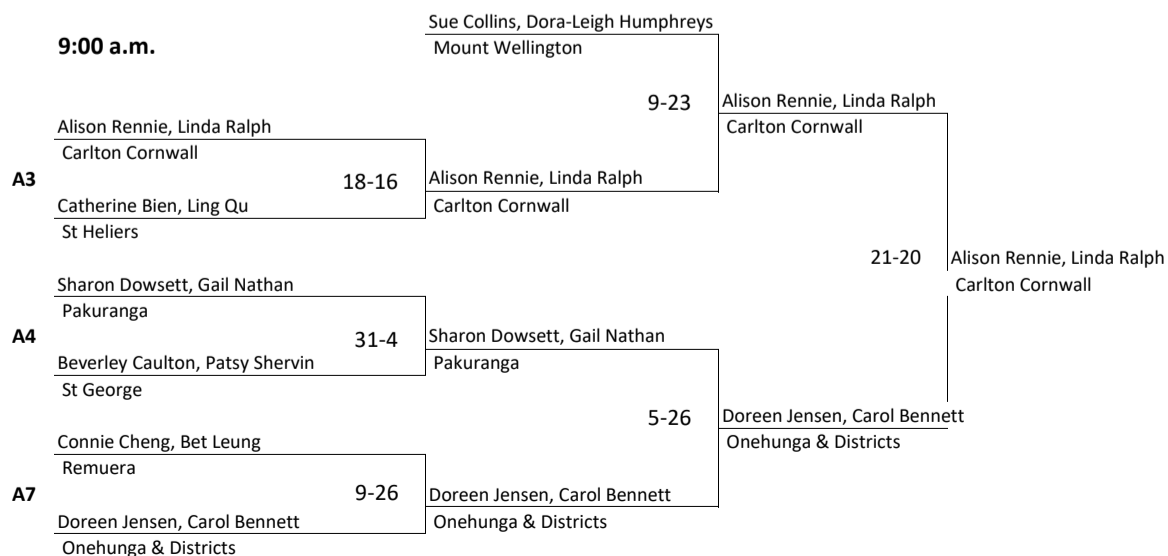 Sue Collins, Dora-Leigh Humphreys
9:00 a.m.
Mount Wellington
9-23
Alison Rennie, Linda Ralph
Carlton Cornwall
Alison Rennie, Linda Ralph
Carlton Cornwall
A3
18-16
Alison Rennie, Linda Ralph
Carlton Cornwall
Catherine Bien, Ling Qu
St Heliers
21-20
Alison Rennie, Linda Ralph
Carlton Cornwall
Sharon Dowsett, Gail Nathan
Pakuranga
A4
31-4
Sharon Dowsett, Gail Nathan
Pakuranga
Beverley Caulton, Patsy Shervin
St George
5-26
Doreen Jensen, Carol Bennett
Onehunga & Districts
Connie Cheng, Bet Leung
Remuera
A7
9-26
Doreen Jensen, Carol Bennett
Onehunga & Districts
Doreen Jensen, Carol Bennett
Onehunga & Districts